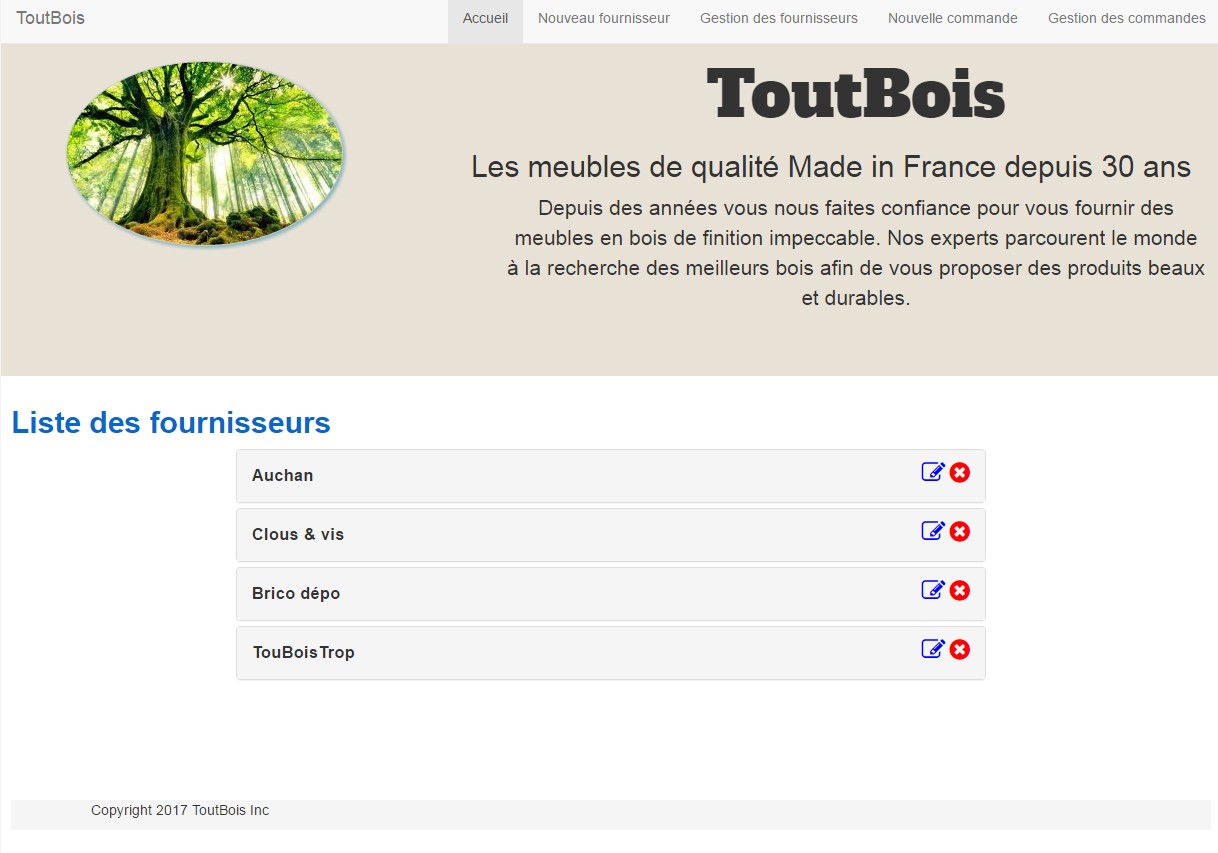 ToutBois
Accueil
Nouveau fournisseur
Gestion des fournisseurs
Nouvelle commande
Gestion des commandes
ToutBois
Les meubles de qualité Made in France depuis 30 ans
Depuis des années vous nous faites confiance pour vous fournir des
meubles en bois de finition impeccable. Nos experts parcourent le monde
à la recherche des meilleurs bois afin de vous proposer des produits beaux
et durables.
Liste des fournisseurs
Auchan
Clous & vis
Brico dépo
TouBoisTrop
Copyright 2017 ToutBois Inc